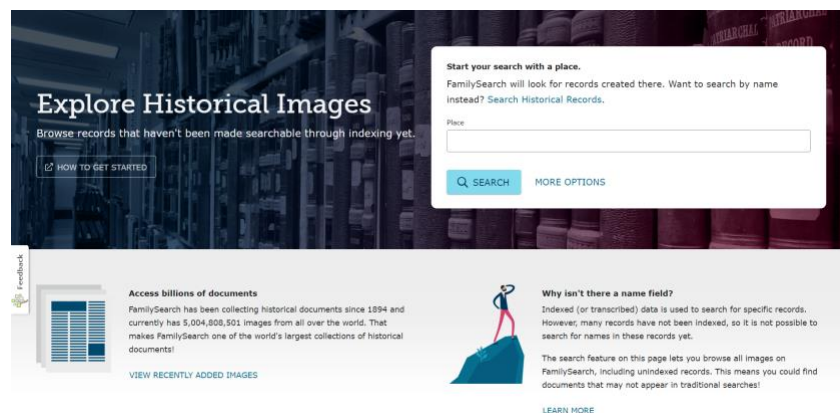 PATRIARCHAL
RECORD
Explore Historical Images
Browse records that haven't been made searchable through indexing yet.
HOW TO GET STARTED
Start your search with a place.
FamilySearch will look for records created there. Want to search by name
instead? Search Historical Records.
Place
SEARCH
MORE OPTIONS
Feedback
Access billions of documents
FamilySearch has been collecting historical documents since 1894 and
currently has 5,004,808,501 images from all over the world. That
makes FamilySearch one of the world's largest collections of historical
documents!
VIEW RECENTLY ADDED IMAGES
Why isn't there a name field?
Indexed (or transcribed) data is used to search for specific records.
However, many records have not been indexed, so it is not possible to
search for names in these records yet.
The search feature on this page lets you browse all images on
FamilySearch, including unindexed records. This means you could find
documents that may not appear in traditional searches!
LEARN MORE